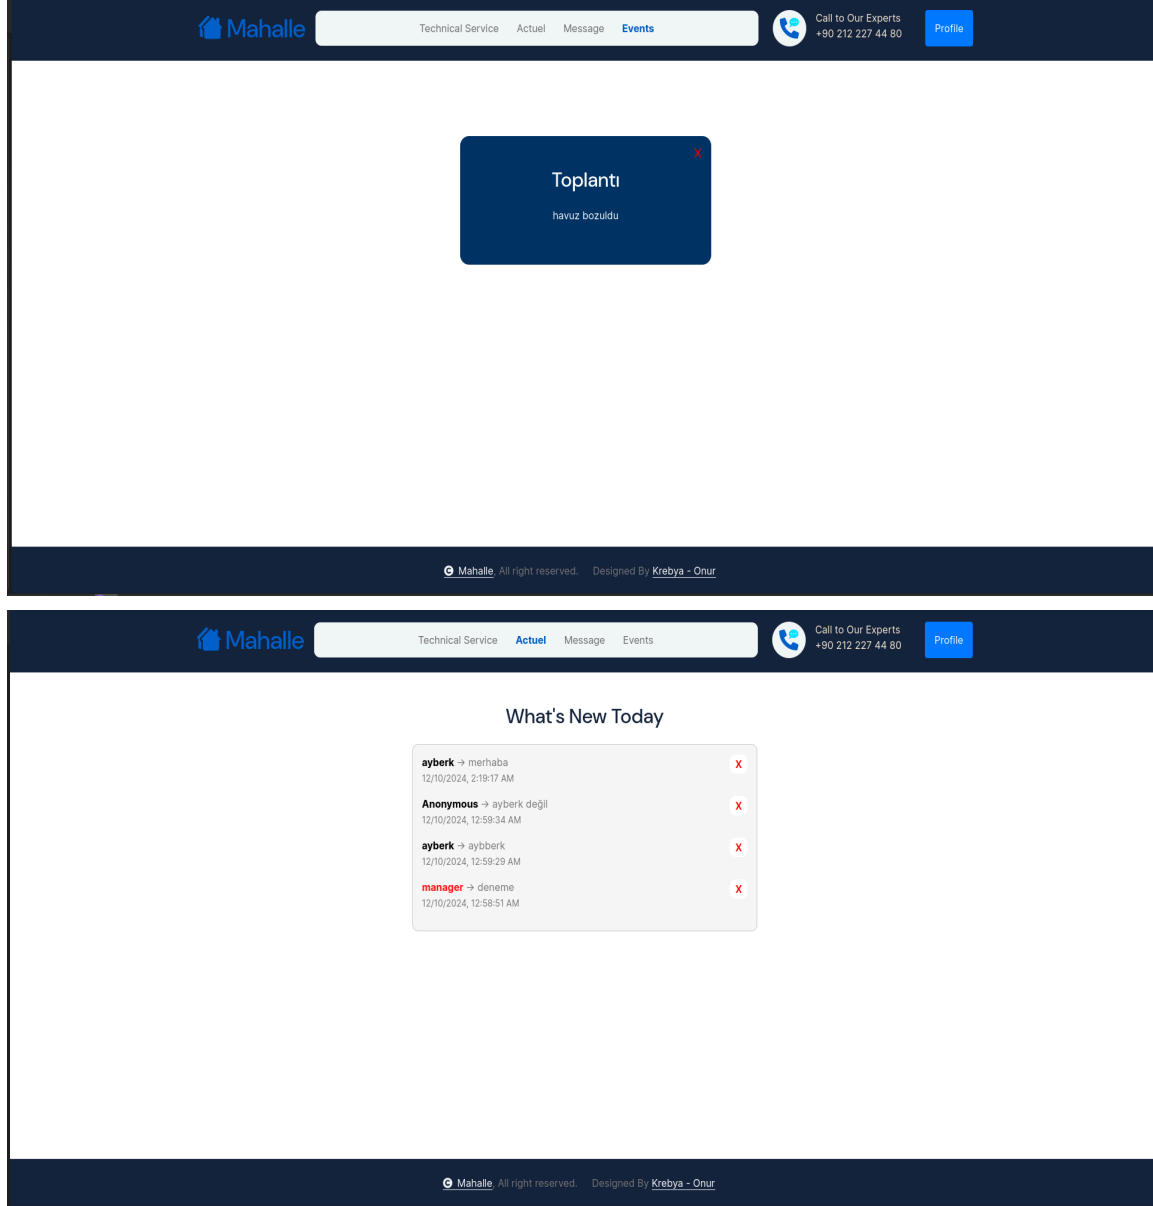 Mahalle
Technical Service Actuel Message Events
Call to Our Experts
+90 212 227 44 80
Profile
X
Toplantı
havuz bozuldu
Mahalle, All right reserved. Designed By Krebya - Onur
Mahalle
Technical Service Actuel Message Events
Call to Our Experts
+90 212 227 44 80
Profile
What's New Today
ayberk → merhaba X
12/10/2024, 2:19:17 AM
Anonymous → ayberk değil X
12/10/2024, 12:59:34 AM
ayberk → aybberk X
12/10/2024, 12:59:29 AM
manager → deneme X
12/10/2024, 12:58:51 AM
Mahalle, All right reserved. Designed By Krebya - Onur